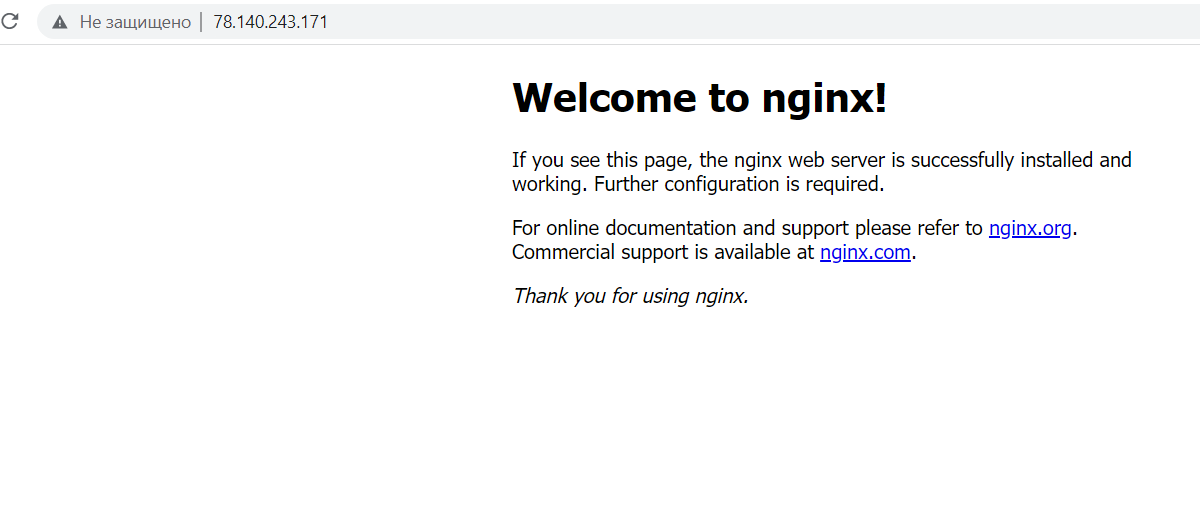 Не защищено | 78.140.243.171
Welcome to nginx!
If you see this page, the nginx web server is successfully installed and
working. Further configuration is required.
For online documentation and support please refer to nginx.org.
Commercial support is available at nginx.com.
Thank you for using nginx.